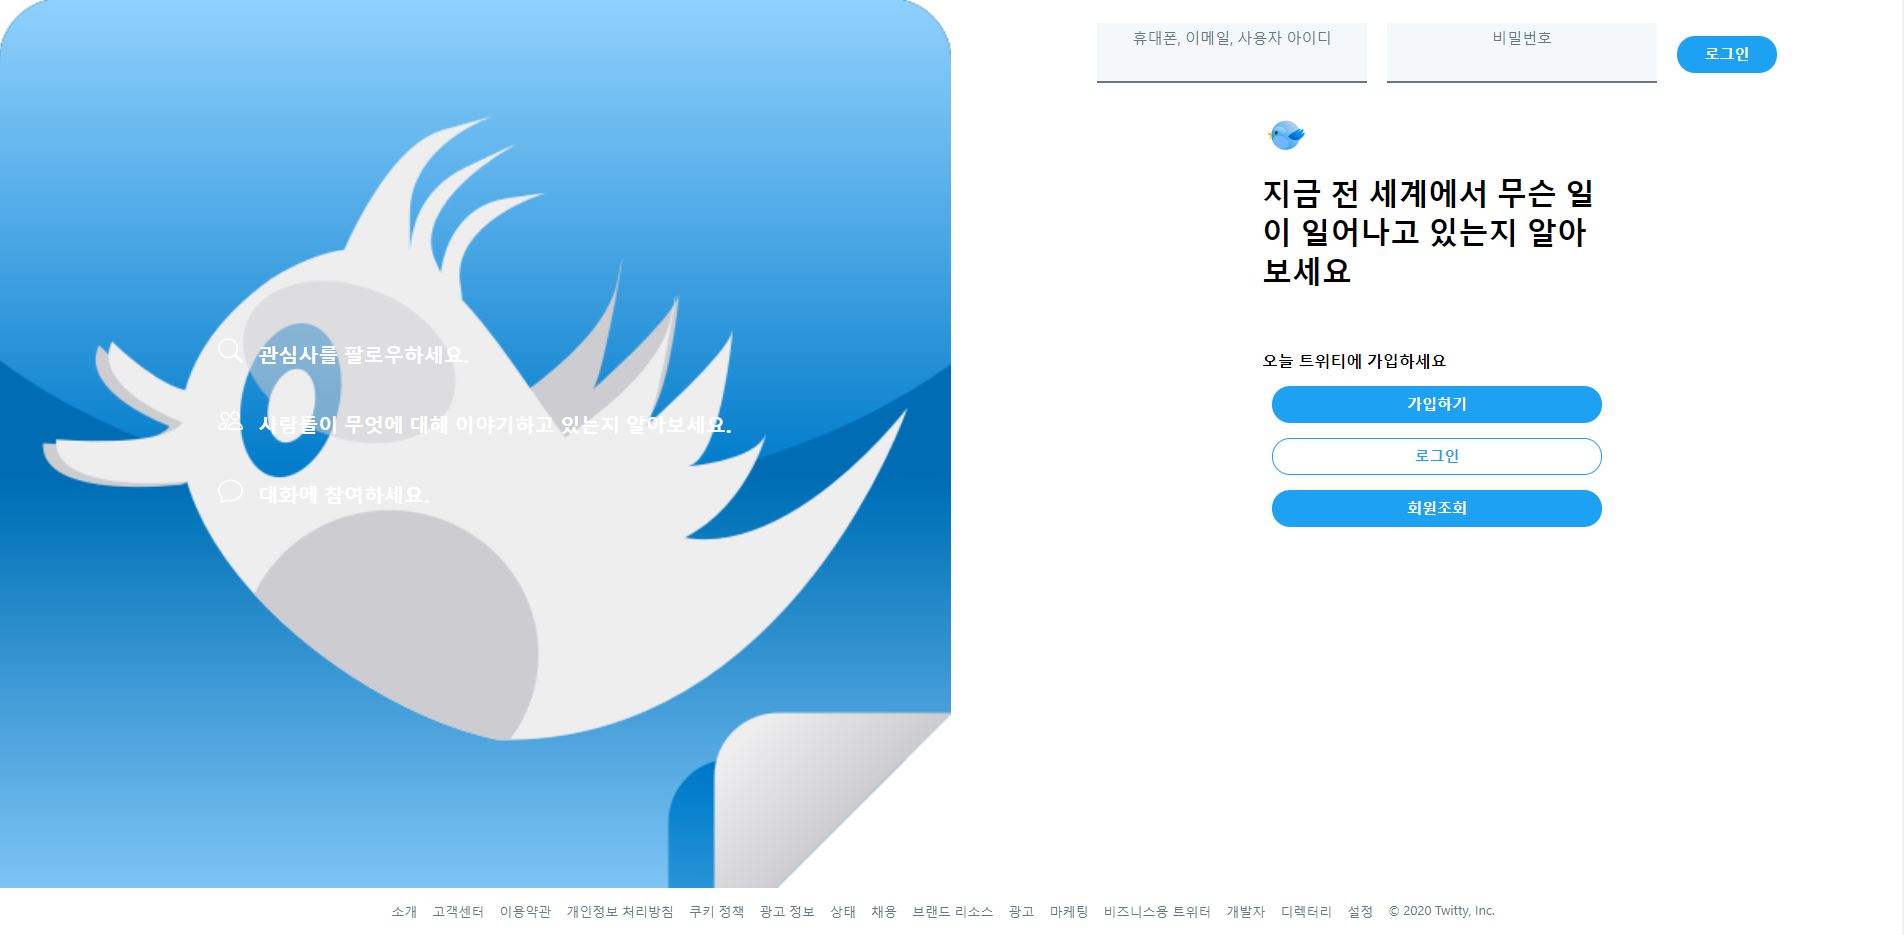 휴대폰, 이메일, 사용자 아이디
비밀번호
로그인
지금 전 세계에서 무슨 일
이 일어나고 있는지 알아
보세요
관심사를 팔로우하세요.
사람들이 무엇에 대해 이야기하고 있는지 알아보세요.
대화에 참여하세요.
오늘 트위티에 가입하세요
가입하기
로그인
회원조회
소개 고객센터 이용약관 개인정보 처리방침 쿠키 정책 광고 정보 상태 채용 브랜드 리소스 광고 마케팅 비즈니스용 트위터 개발자 디렉터리 설정 © 2020 Twitty, Inc.